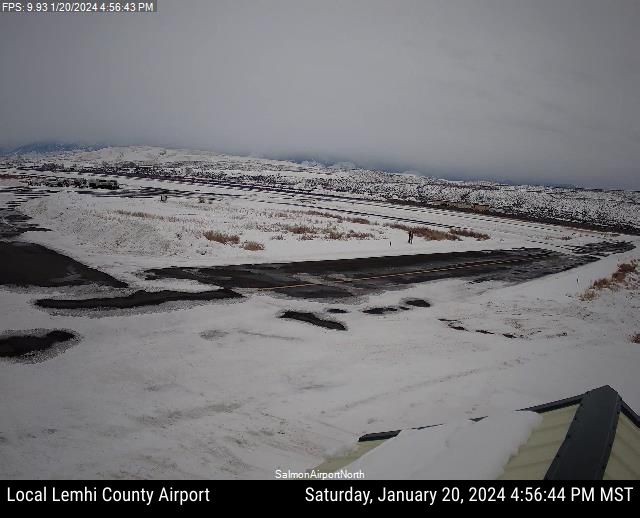 FPS: 9.93 1/20/2024 4:56:43 PM
SalmonAirportNorth
Local Lemhi County Airport Saturday, January 20, 2024 4:56:44 PM MST